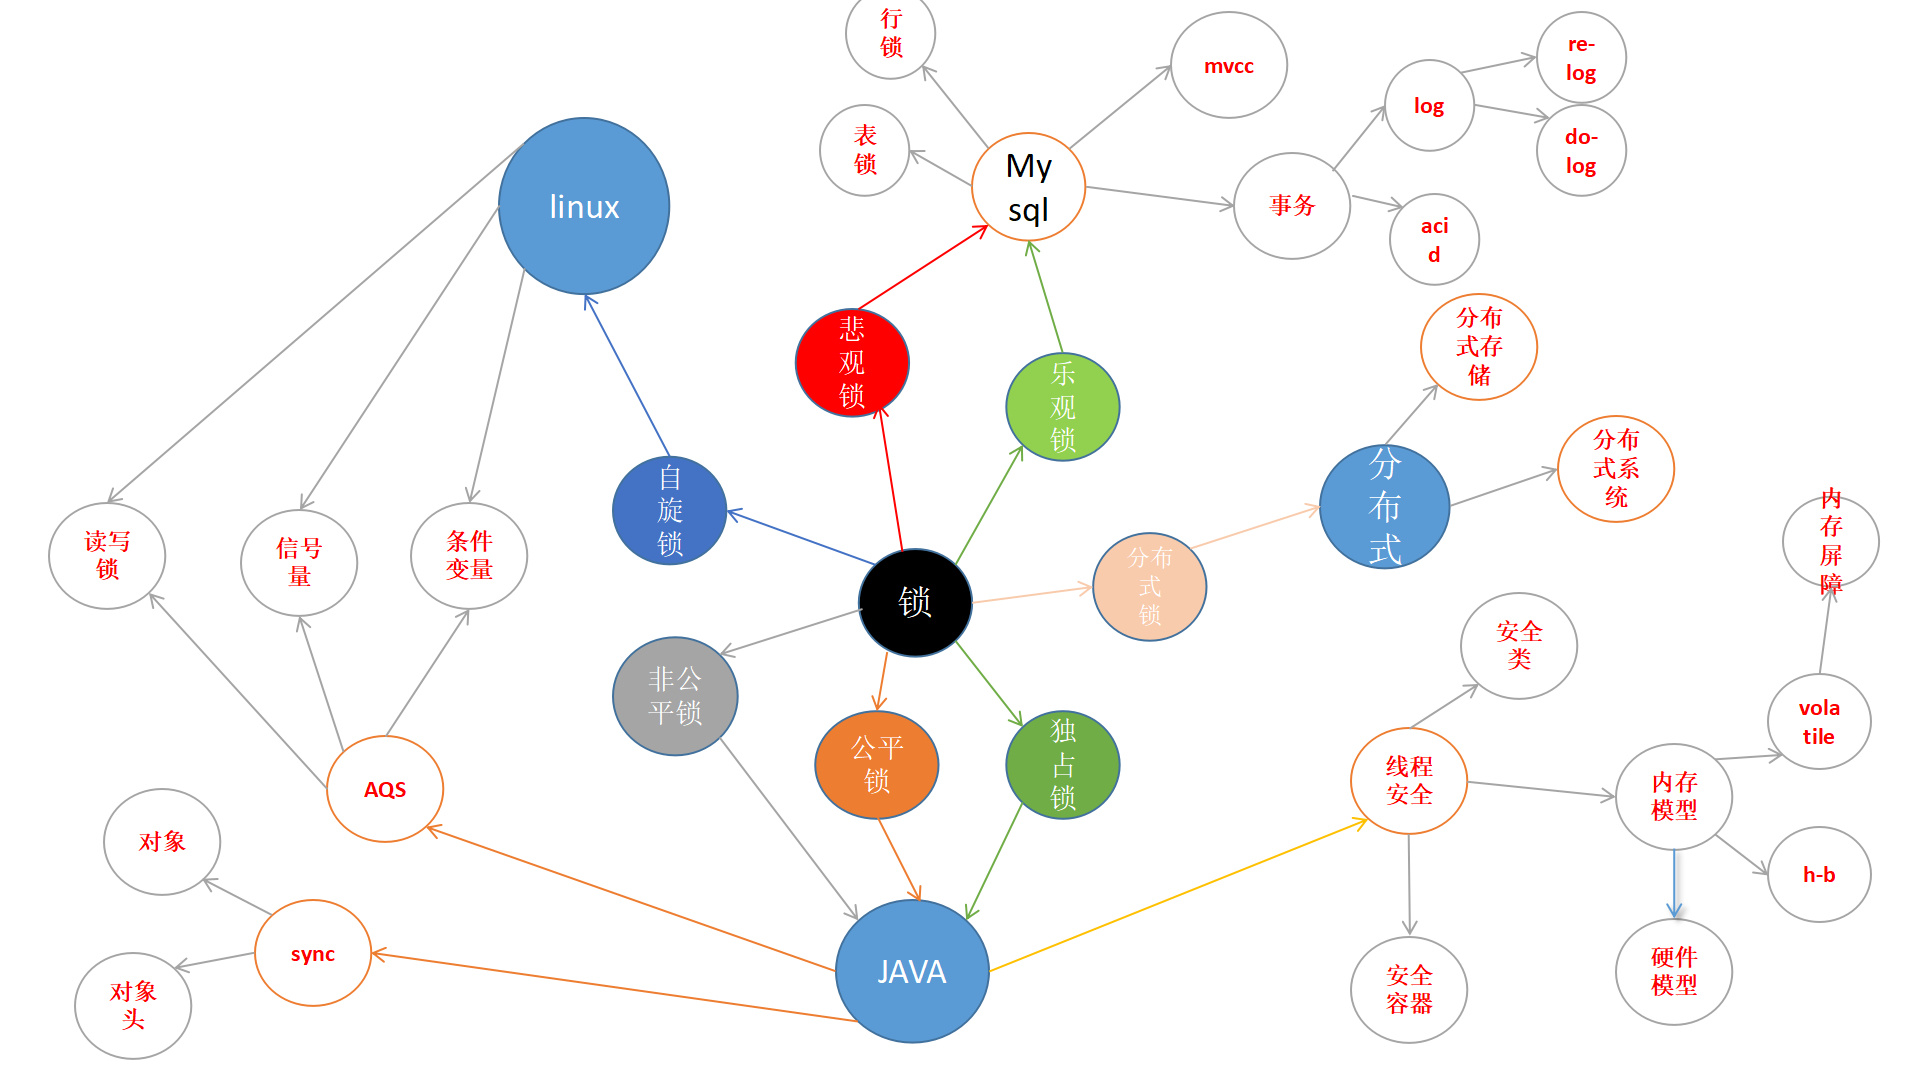 行
锁
mvcc
re-
log
log
表
锁
do-
log
My
sql
linux
事务
aci
d
悲
观
锁
分布
式存
储
乐
观
锁
分布
式系
统
分
布
式
自
旋
锁
内
存
屏
障
读写
锁
信号
量
条件
变量
分布
式
锁
锁
安全
类
非公
平锁
vola
tile
公平
锁
独
占
锁
线程
安全
内存
模型
AQS
对象
h-b
sync
JAVA
硬件
模型
对象
头
安全
容器